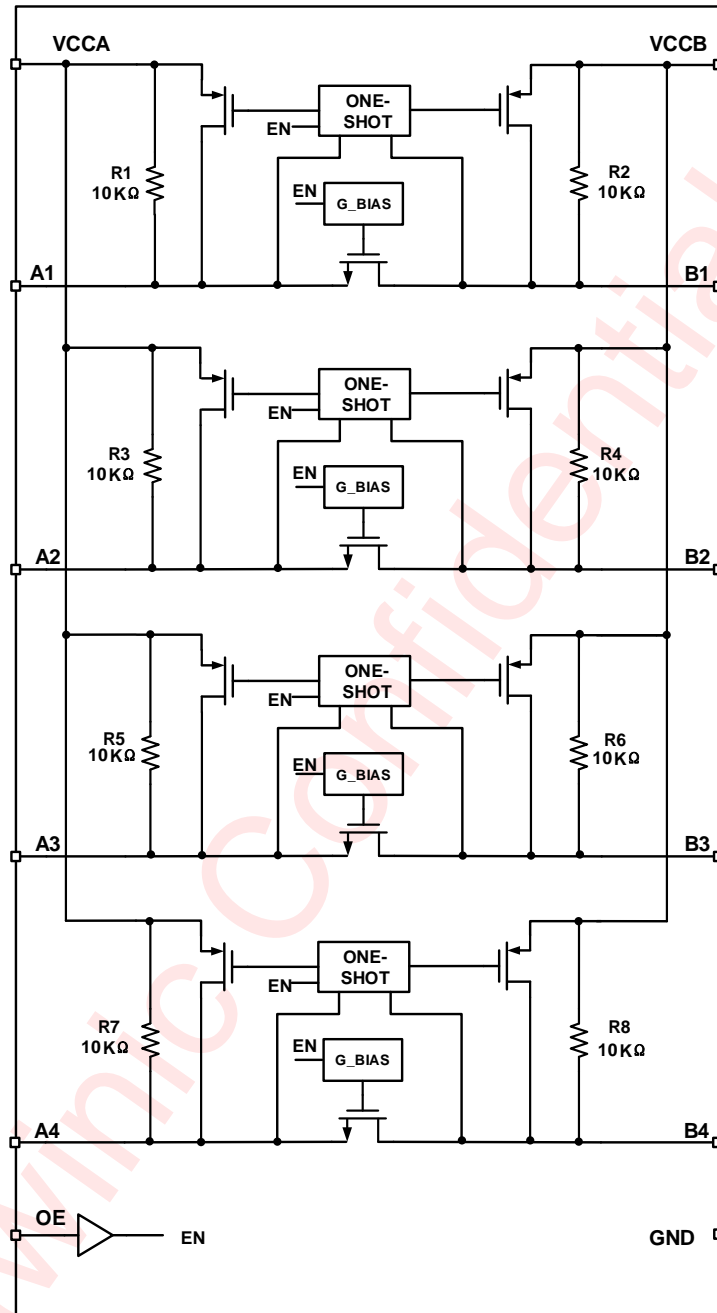 VCCA
VCCB
ONE-
SHOT
EN
R1
10KΩ
R2
10KΩ
EN
G_BIAS
A1
B1
ONE-
SHOT
EN
R3
10KΩ
R4
10KΩ
EN
G_BIAS
A2
B2
ONE-
SHOT
EN
R5
10KΩ
R6
10KΩ
EN
G_BIAS
A3
B3
ONE-
SHOT
EN
R7
10KΩ
R8
10KΩ
EN
G_BIAS
A4
B4
OE
EN
GND
winic Confidential